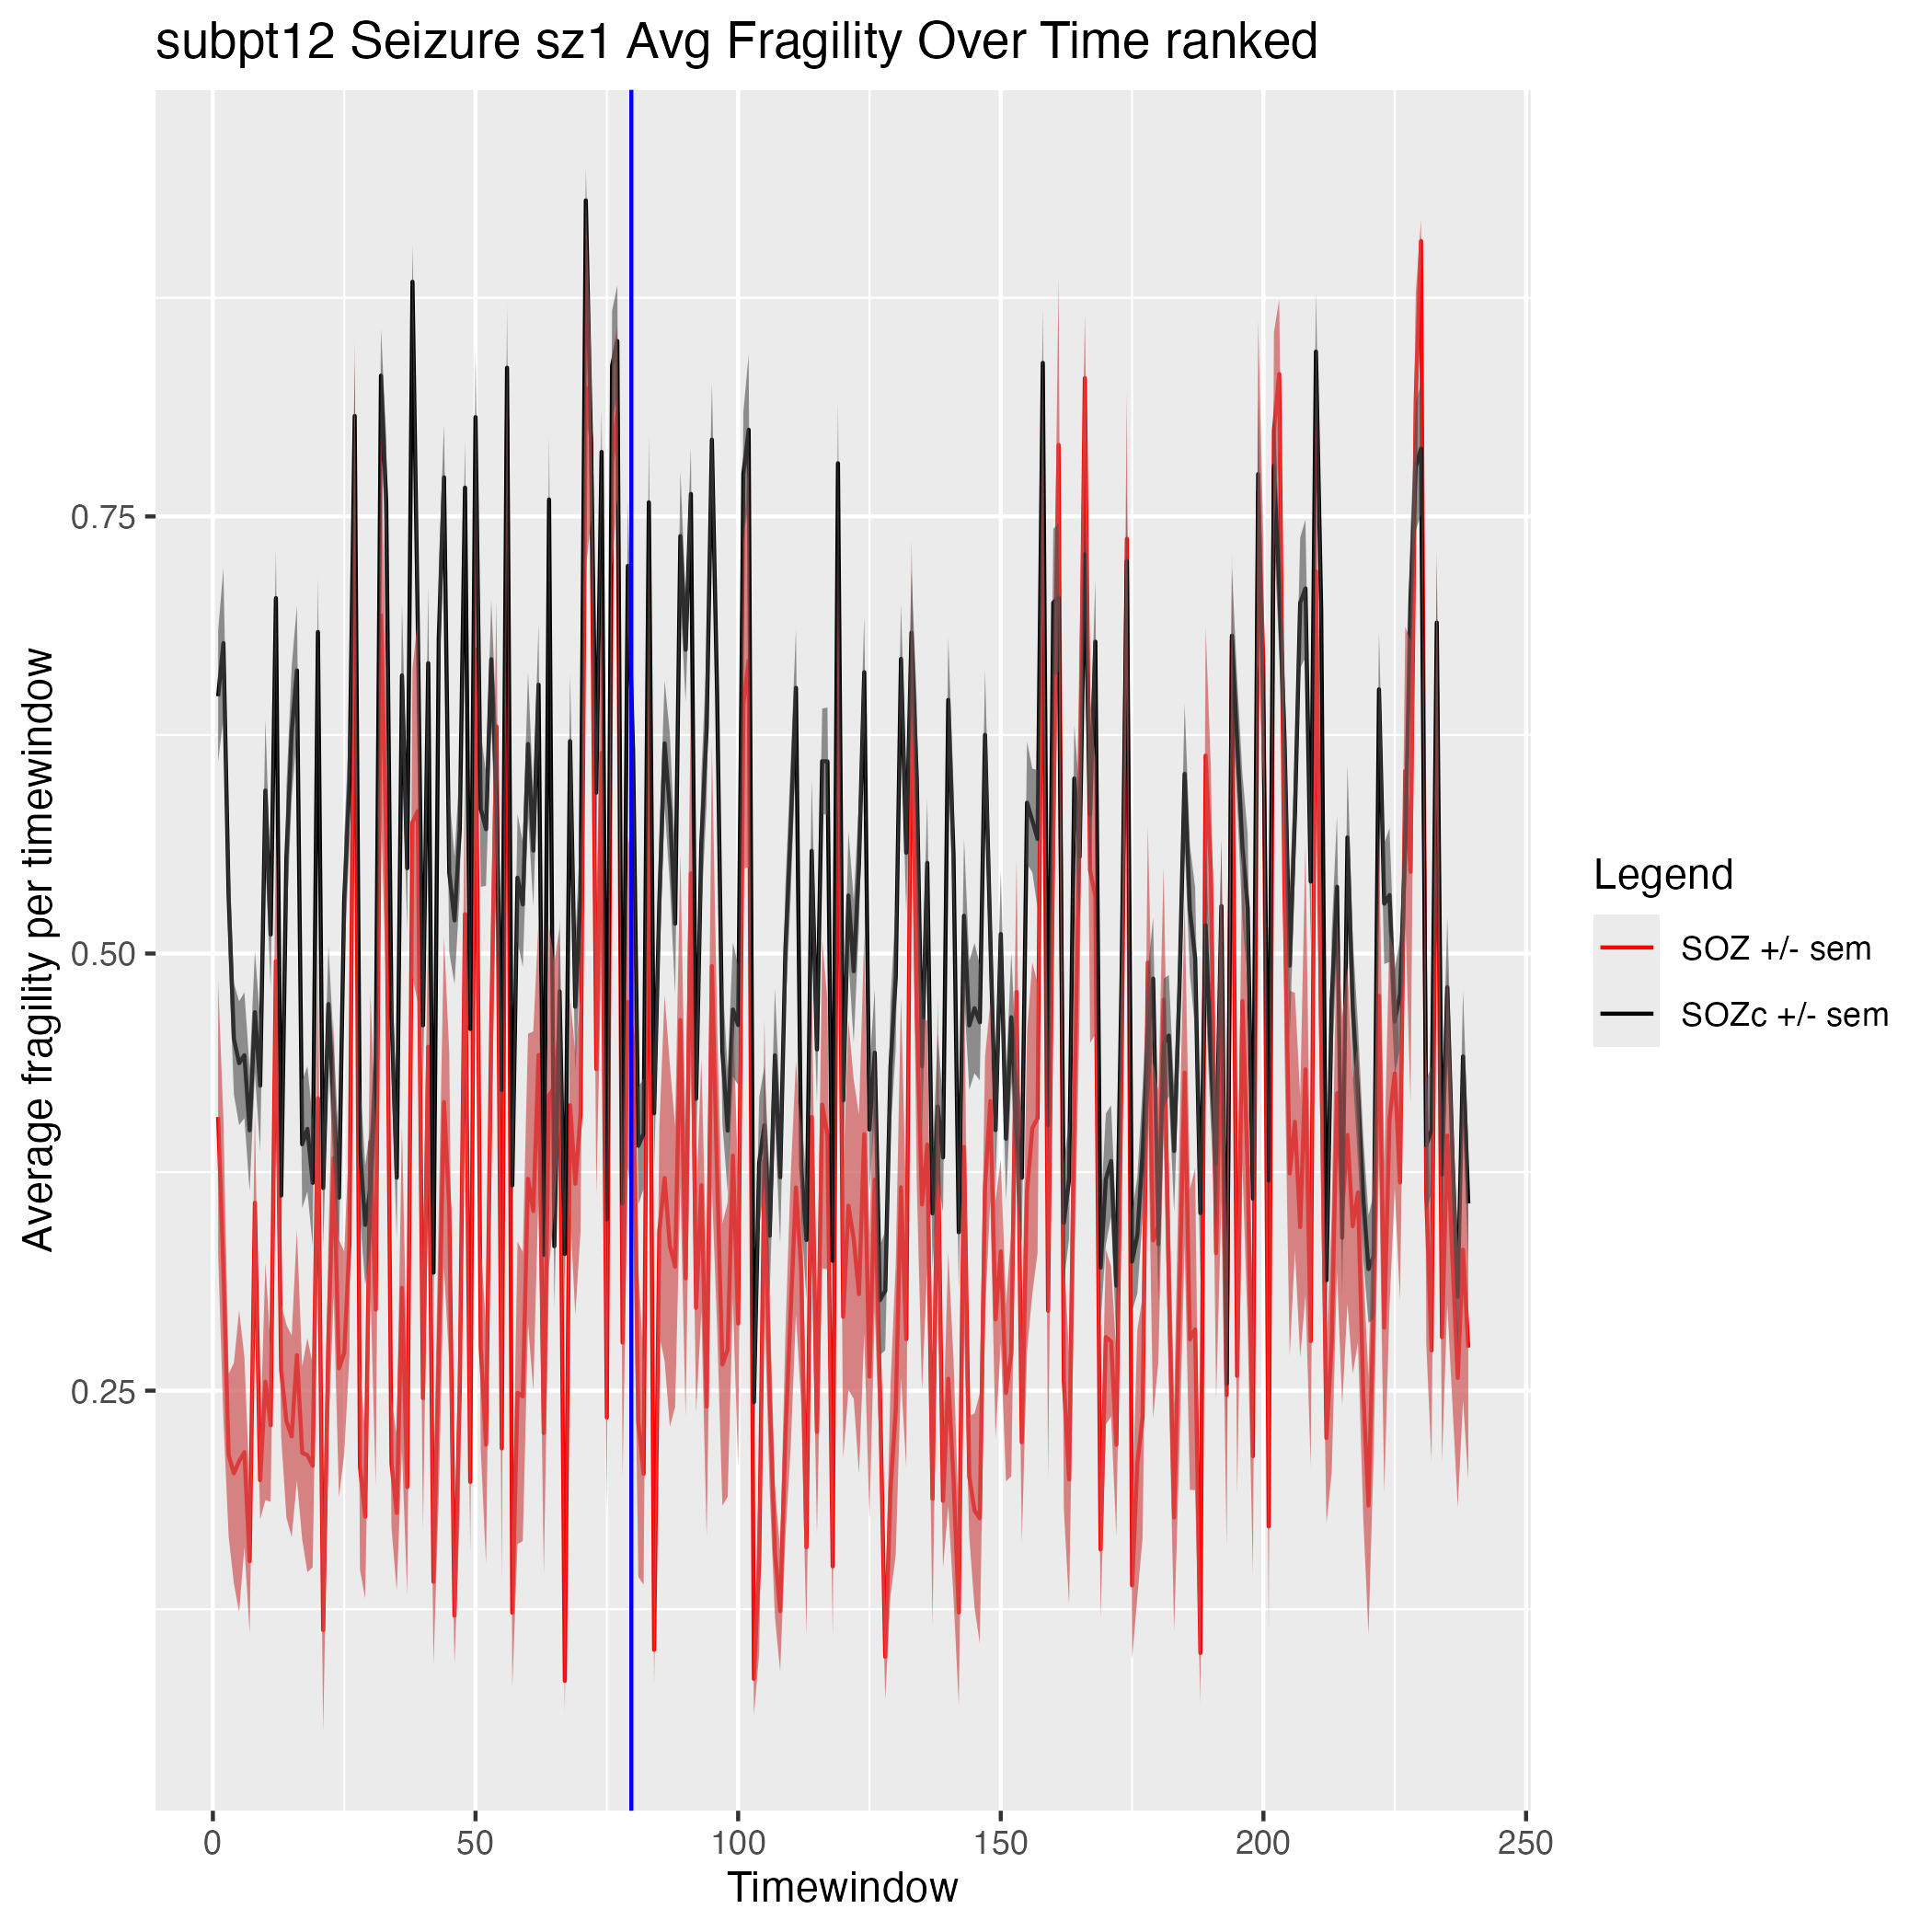 subpt12 Seizure sz1 Avg Fragility Over Time ranked
Average fragility per timewindow
0.75
0.50
0.25
0
50
100
150
200
250
Timewindow
Legend
SOZ +/- sem
SOZc +/- sem